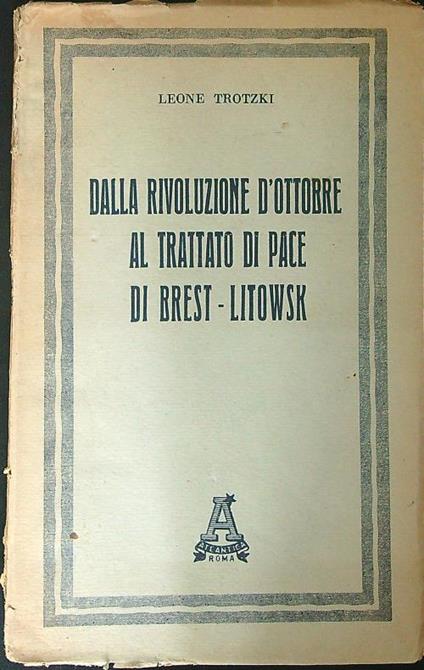 LEONE TROTZKI
DALLA RIVOLUZIONE D'OTTOBRE
AL TRATTATO DI PACE
DI BREST - LITOWSK
A
ATLANTICA
ROMA